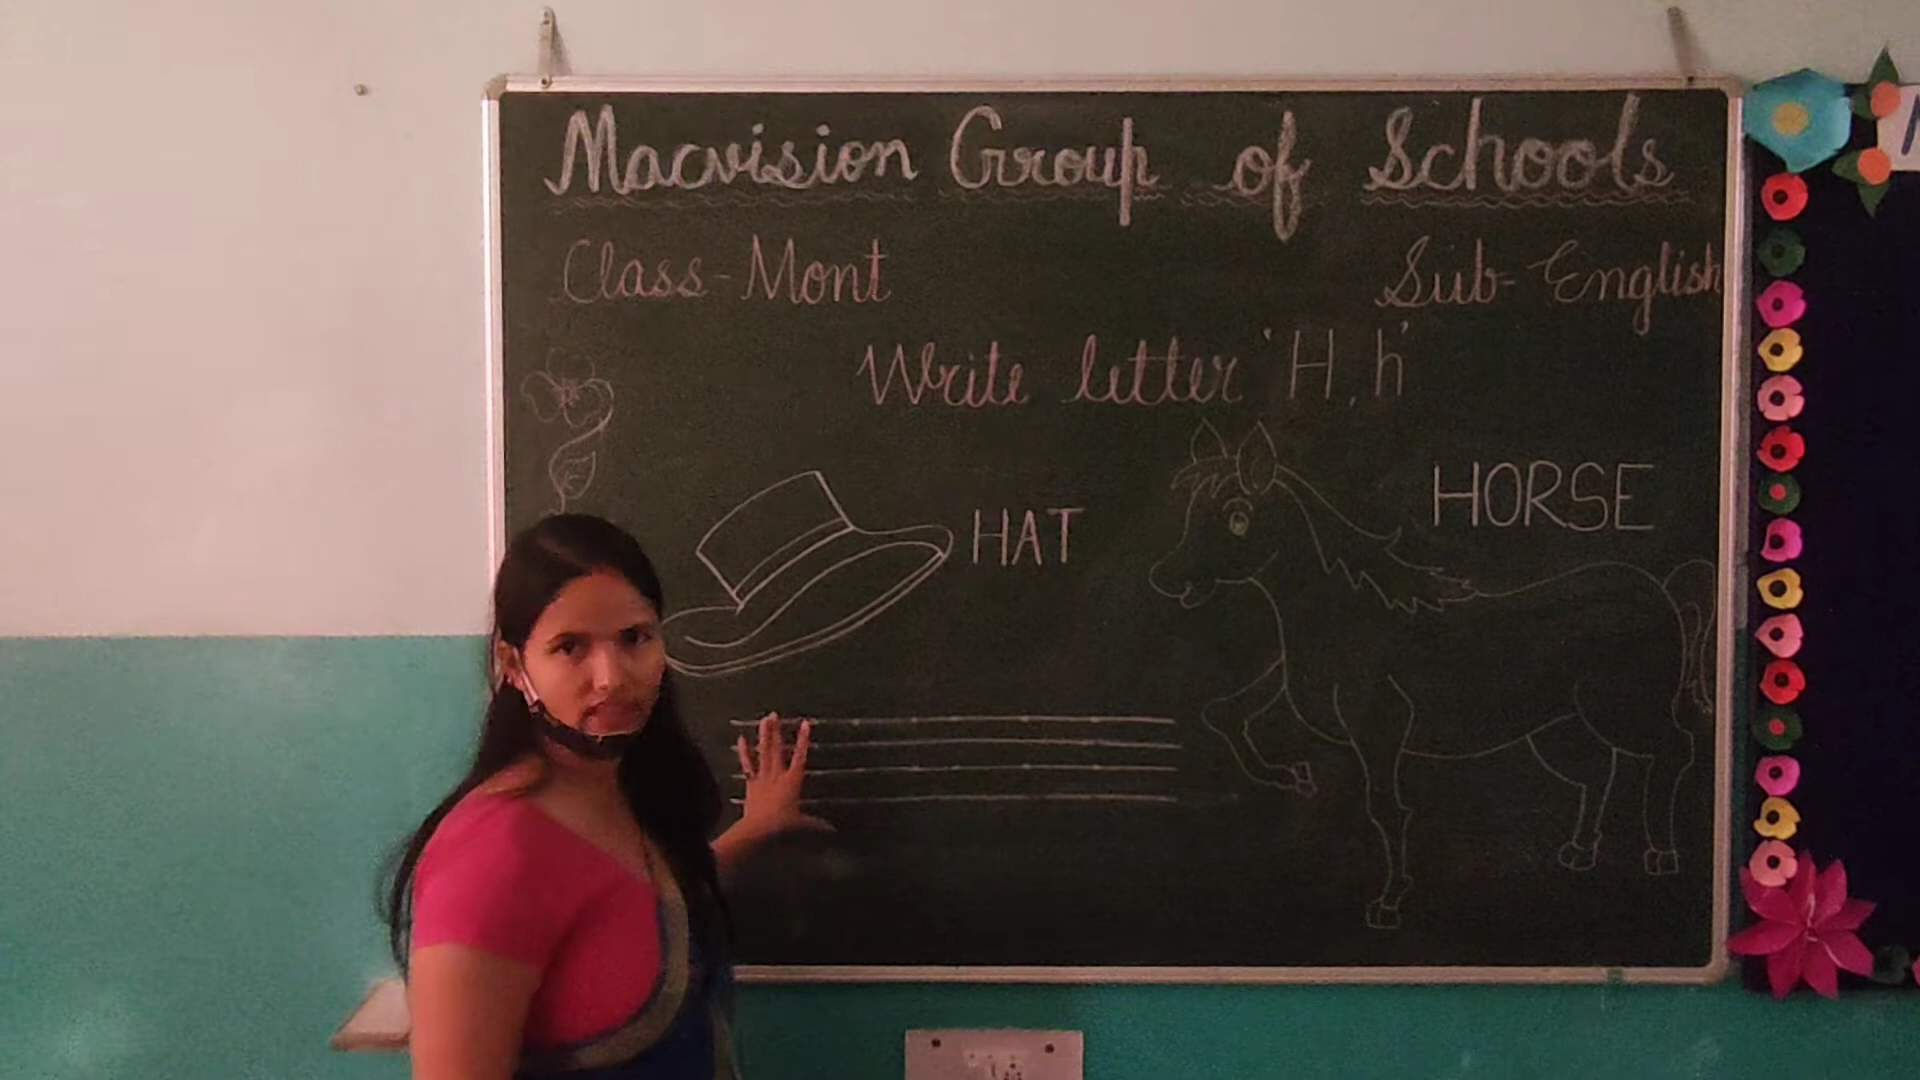 Macvision Group of Schools
Class-Mont
Sub-English
Write letter 'H, h'
HAT
HORSE